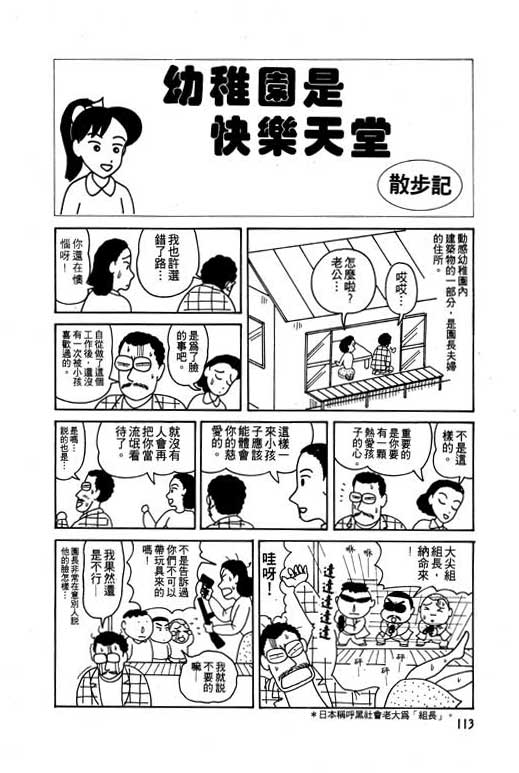 幼稚園是
快樂天堂
散步記
動感幼稚園內
建築物的一部分，是園長夫婦
的住所。
哎哎…
怎麼啦？
老公…
我也許選
錯了路…
你還在懊
惱呀！
是為了臉
的事吧。
自從做了這個
工作後，還沒
有一次被小孩
喜歡過的。
不是這
樣的。
重要的
是你要
有一顆
熱愛孩
子的心。
這樣一
來小孩
子應該
能體會
你的慈
愛的。
就沒有
人會再
把你當
流氓看
待了。
是嗎…
說的也是…
大尖組
組長，
納命來
！
咻
咻
噠噠噠噠噠
砰
砰
哇呀！
＊日本稱呼黑社會老大為「組長」。
不是告訴過
你們不可以
帶玩具來的
嗎！
我就說
不要的
嘛…
我果然還
是不行…
園長非常在意別人說
他的臉怎樣…
113